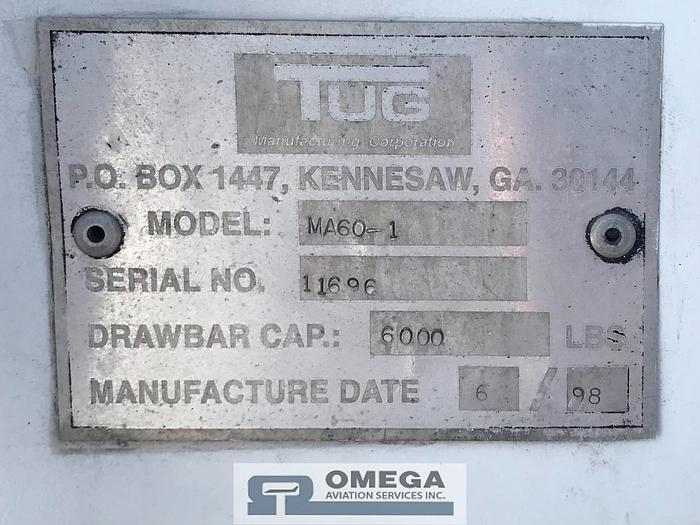 TUG
Manufacturing Corporation
P.O. BOX 1447, KENNESAW, GA. 30144
MODEL: MA60-1
SERIAL NO. 11696
DRAWBAR CAP.: 6000 LBS
MANUFACTURE DATE 6 / 98
OMEGA
AVIATION SERVICES INC.